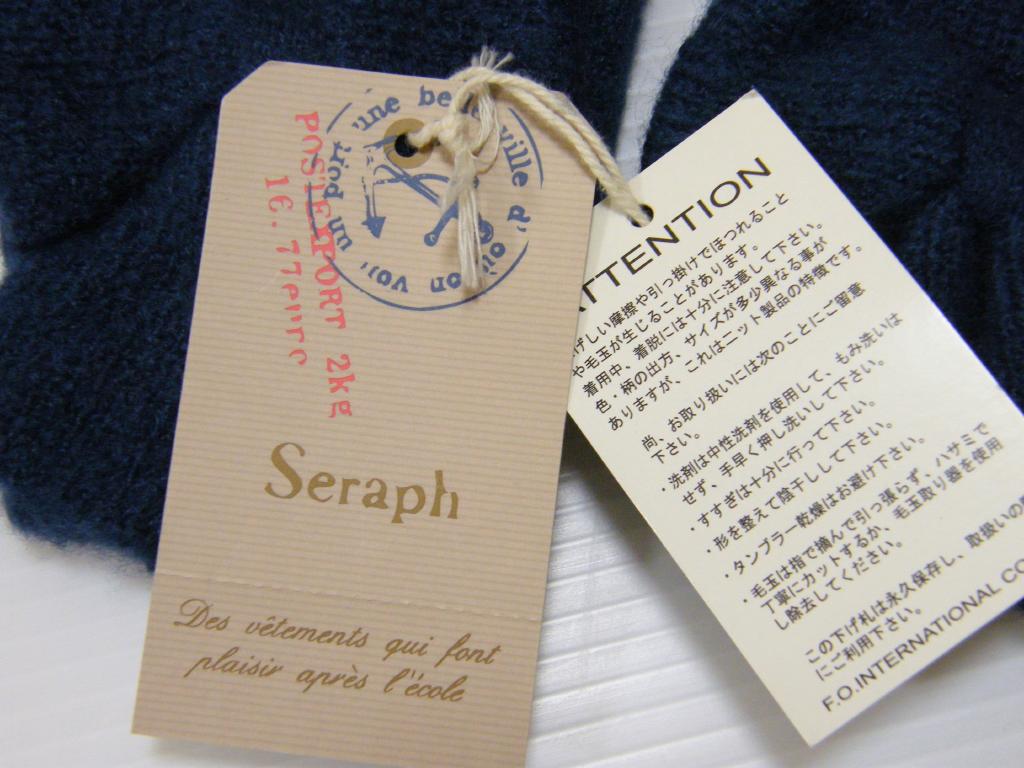 une belle ville d'oison vo
tiod un
POSTEXPORT 2kg
16.77euro
Seraph
Des vêtements qui font
plaisir après l'école
ATTENTION
げしい摩擦や引っ掛けでほつれること
や毛玉が生じることがあります。
着用中、着脱には十分に注意して下さい。
色・柄の出方、サイズが多少異なる事が
ありますが、これはニット製品の特徴です。
尚、お取り扱いには次のことにご留意
下さい。
・洗剤は中性洗剤を使用して、もみ洗いは
せず、手早く押し洗いして下さい。
・すすぎは十分に行って下さい。
・形を整えて陰干しして下さい。
・タンブラー乾燥はお避け下さい。
・毛玉は指で摘んで引っ張らず、ハサミで
丁寧にカットするか、毛玉取り器を使用
し除去してください。
この下げ札は永久保存し、取扱いの
にご利用下さい。
F.O.INTERNATIONAL CO